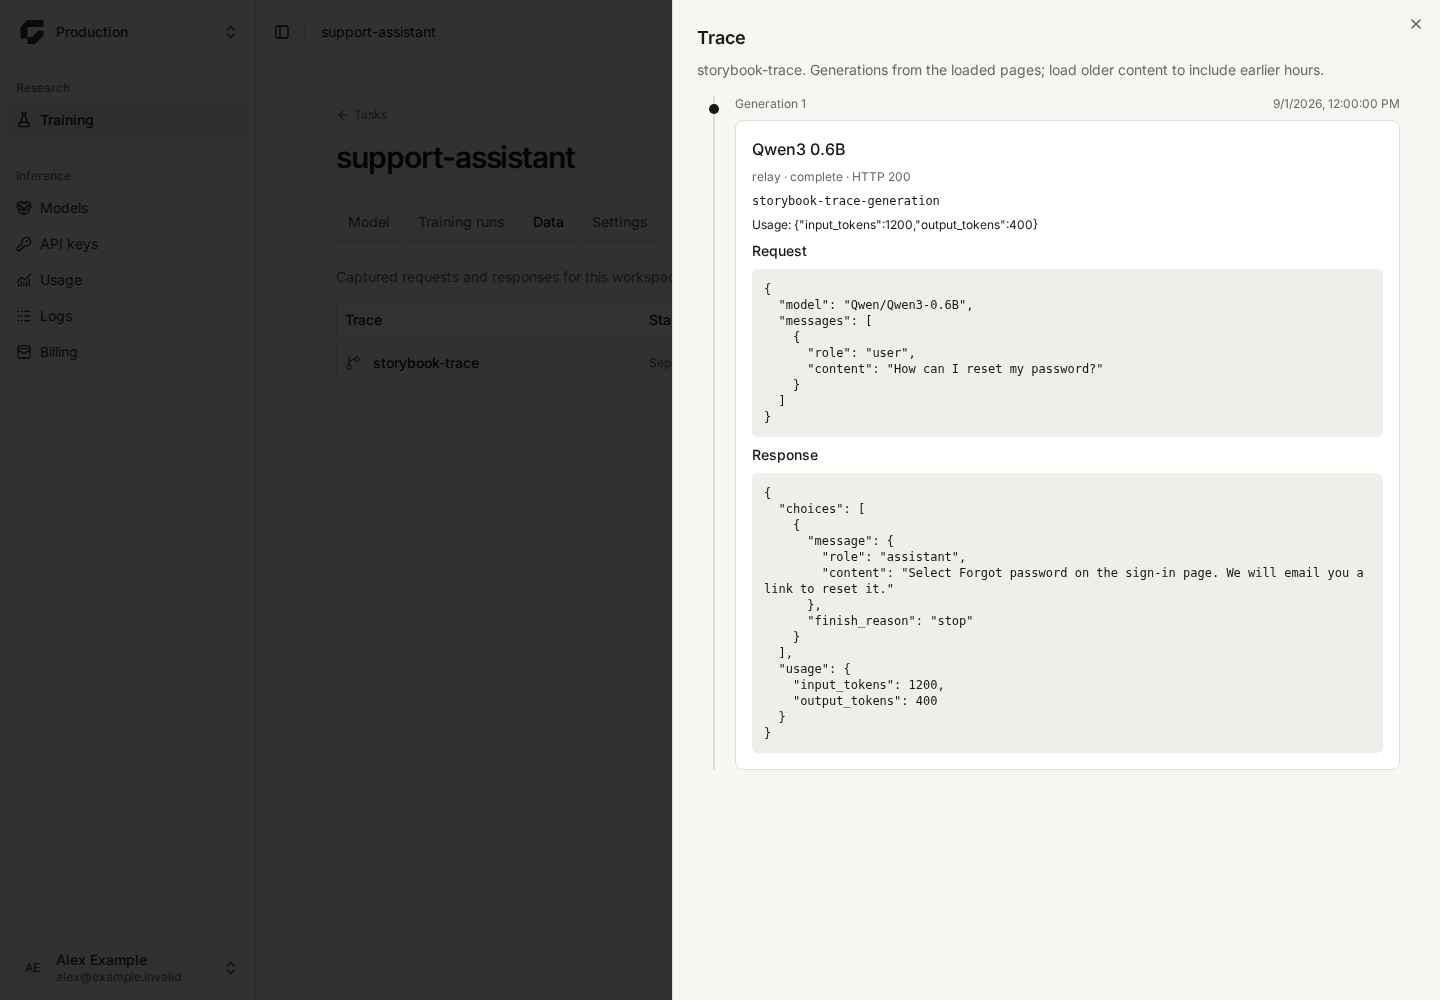 Production
Research
Training
Inference
Models
API keys
Usage
Logs
Billing
AE
Alex Example
alex@example.invalid
support-assistant
Tasks
support-assistant
Model
Training runs
Data
Settings
Captured requests and responses for this
Trace
storybook-trace
Sep
Trace
storybook-trace. Generations from the loaded pages; load older content to include earlier hours.
Generation 1
9/1/2026, 12:00:00 PM
Qwen3 0.6B
relay · complete · HTTP 200
storybook-trace-generation
Usage: {"input_tokens":1200,"output_tokens":400}
Request
{
  "model": "Qwen/Qwen3-0.6B",
  "messages": [
    {
      "role": "user",
      "content": "How can I reset my password?"
    }
  ]
}
Response
{
  "choices": [
    {
      "message": {
        "role": "assistant",
        "content": "Select Forgot password on the sign-in page. We will email you a
link to reset it."
      },
      "finish_reason": "stop"
    }
  ],
  "usage": {
    "input_tokens": 1200,
    "output_tokens": 400
  }
}